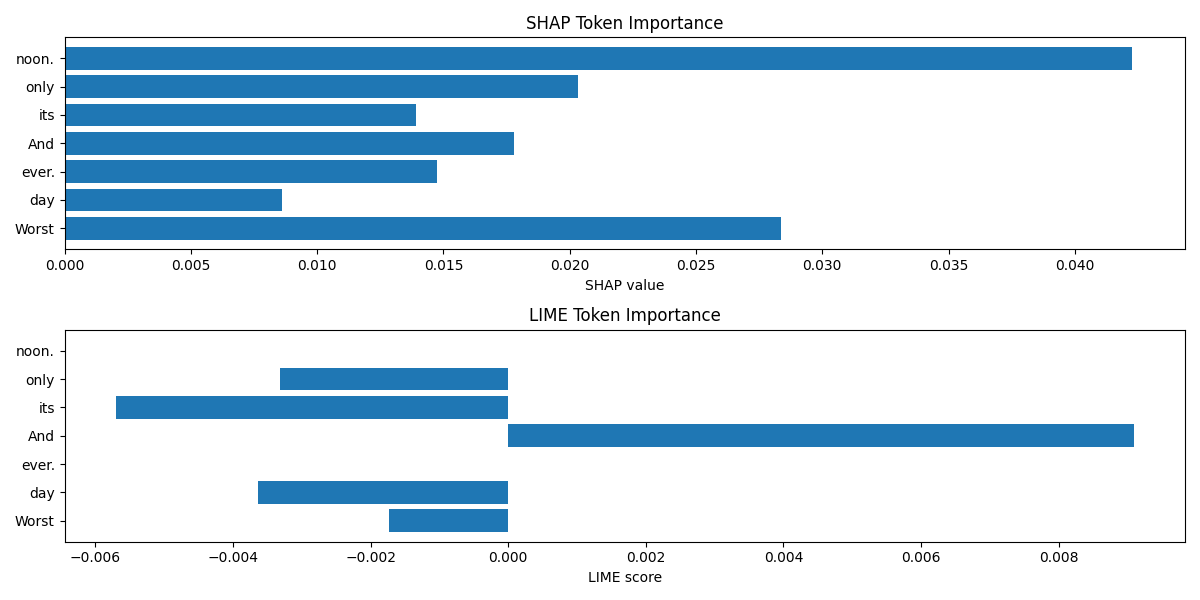 SHAP Token Importance
noon.
only
its
And
ever.
day
Worst
0.000 0.005 0.010 0.015 0.020 0.025 0.030 0.035 0.040
SHAP value
LIME Token Importance
noon.
only
its
And
ever.
day
Worst
−0.006 −0.004 −0.002 0.000 0.002 0.004 0.006 0.008
LIME score